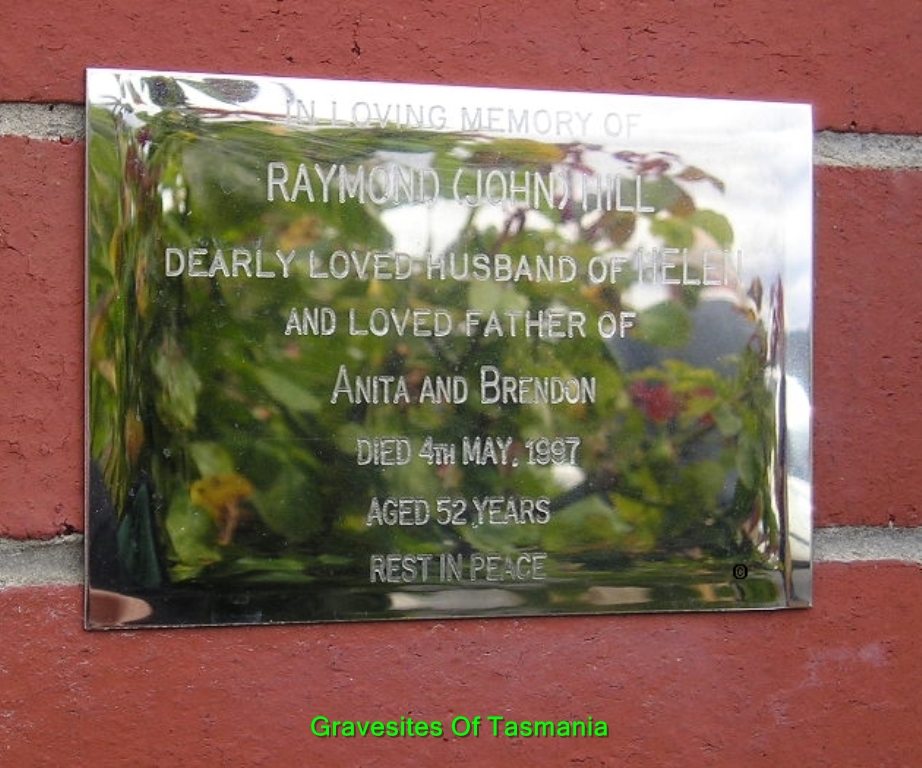 IN LOVING MEMORY OF
RAYMOND (JOHN) HILL
DEARLY LOVED HUSBAND OF HELEN
AND LOVED FATHER OF
ANITA AND BRENDON
DIED 4TH MAY, 1997
AGED 52 YEARS
REST IN PEACE
©
Gravesites Of Tasmania